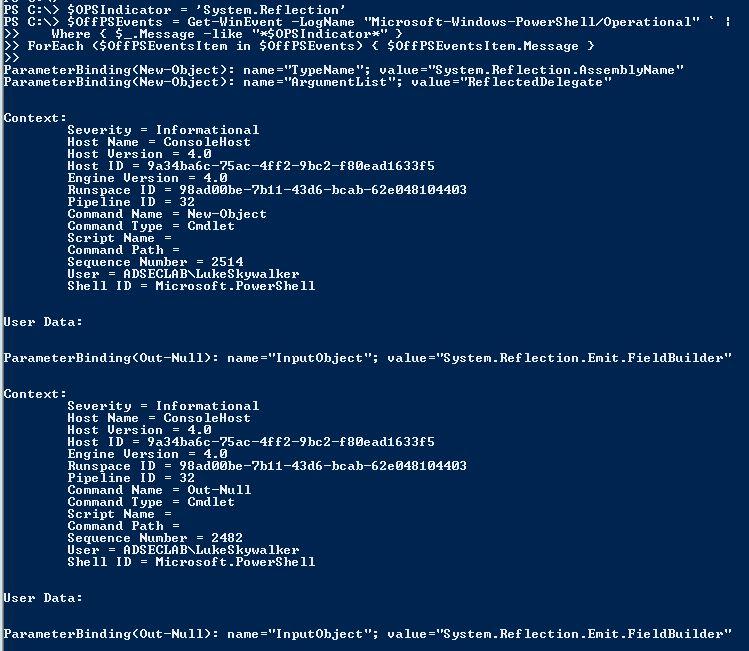 PS C:\> $OPSIndicator = 'System.Reflection'
PS C:\> $OffPSEvents = Get-WinEvent -LogName "Microsoft-Windows-PowerShell/Operational" ` |
>>    Where { $_.Message -like "*$OPSIndicator*" }
>> ForEach ($OffPSEventsItem in $OffPSEvents) { $OffPSEventsItem.Message }
>>
ParameterBinding(New-Object): name="TypeName"; value="System.Reflection.AssemblyName"
ParameterBinding(New-Object): name="ArgumentList"; value="ReflectedDelegate"
Context:
Severity = Informational
Host Name = ConsoleHost
Host Version = 4.0
Host ID = 9a34ba6c-75ac-4ff2-9bc2-f80ead1633f5
Engine Version = 4.0
Runspace ID = 98ad00be-7b11-43d6-bcab-62e048104403
Pipeline ID = 32
Command Name = New-Object
Command Type = Cmdlet
Script Name =
Command Path =
Sequence Number = 2514
User = ADSECLAB\LukeSkywalker
Shell ID = Microsoft.PowerShell
User Data:
ParameterBinding(Out-Null): name="InputObject"; value="System.Reflection.Emit.FieldBuilder"
Context:
Severity = Informational
Host Name = ConsoleHost
Host Version = 4.0
Host ID = 9a34ba6c-75ac-4ff2-9bc2-f80ead1633f5
Engine Version = 4.0
Runspace ID = 98ad00be-7b11-43d6-bcab-62e048104403
Pipeline ID = 32
Command Name = Out-Null
Command Type = Cmdlet
Script Name =
Command Path =
Sequence Number = 2482
User = ADSECLAB\LukeSkywalker
Shell ID = Microsoft.PowerShell
User Data:
ParameterBinding(Out-Null): name="InputObject"; value="System.Reflection.Emit.FieldBuilder"